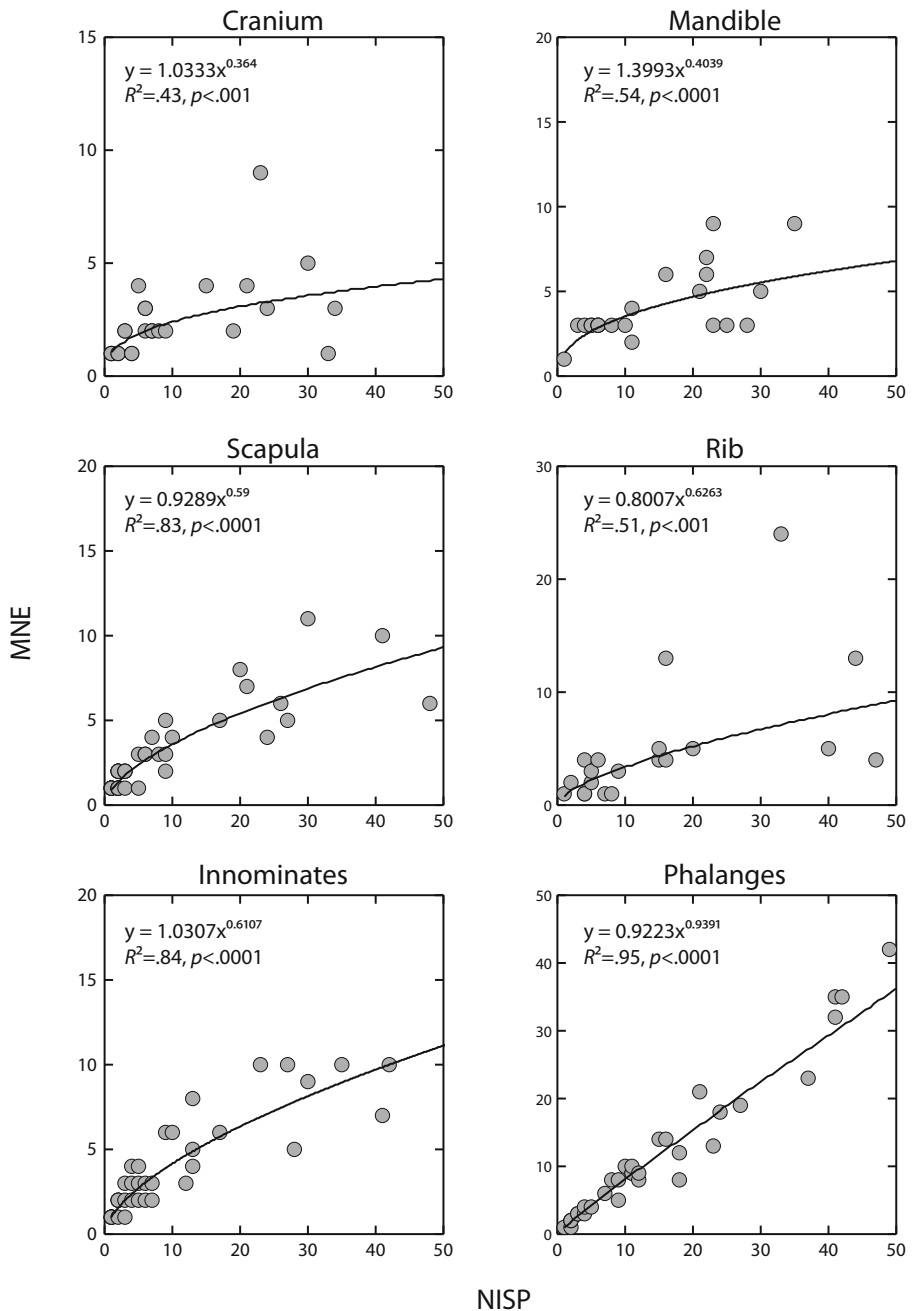 Cranium
15
10
5
0
y = 1.0333x^0.364
R²=.43, p<.001
0 10 20 30 40 50
Mandible
20
15
10
5
0
y = 1.3993x^0.4039
R²=.54, p<.0001
0 10 20 30 40 50
Scapula
20
15
10
5
0
y = 0.9289x^0.59
R²=.83, p<.0001
0 10 20 30 40 50
Rib
30
20
10
0
y = 0.8007x^0.6263
R²=.51, p<.001
0 10 20 30 40 50
MNE
Innominates
20
15
10
5
0
y = 1.0307x^0.6107
R²=.84, p<.0001
0 10 20 30 40 50
Phalanges
50
40
30
20
10
0
y = 0.9223x^0.9391
R²=.95, p<.0001
0 10 20 30 40 50
NISP